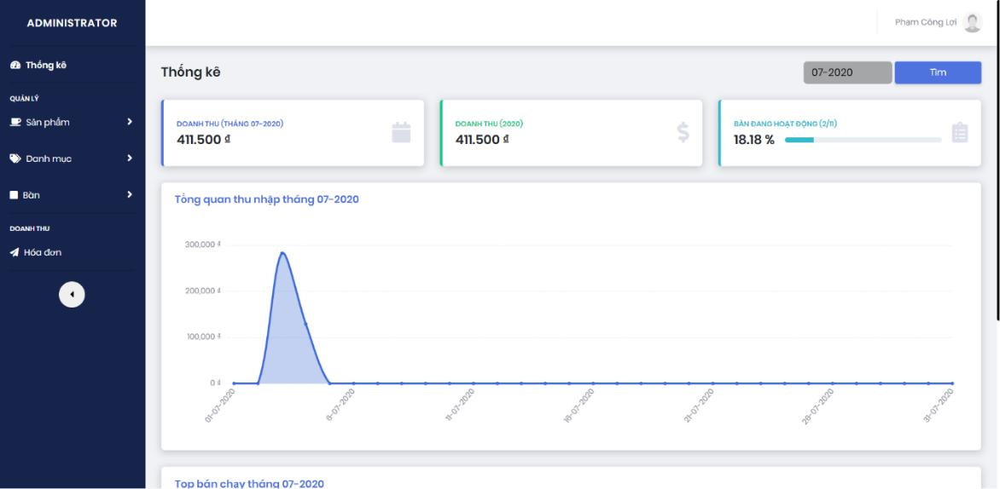 ADMINISTRATOR
Phạm Công Lợi
Thống kê
QUẢN LÝ
Sản phẩm
Danh mục
Bàn
DOANH THU
Hóa đơn
Thống kê
07-2020
Tìm
DOANH THU (THÁNG 07-2020)
411.500 ₫
DOANH THU (2020)
411.500 ₫
BÀN ĐANG HOẠT ĐỘNG (2/11)
18.18 %
Tổng quan thu nhập tháng 07-2020
300,000 ₫
200,000 ₫
100,000 ₫
0 ₫
01-07-2020
6-07-2020
11-07-2020
16-07-2020
21-07-2020
26-07-2020
31-07-2020
Top bán chạy tháng 07-2020